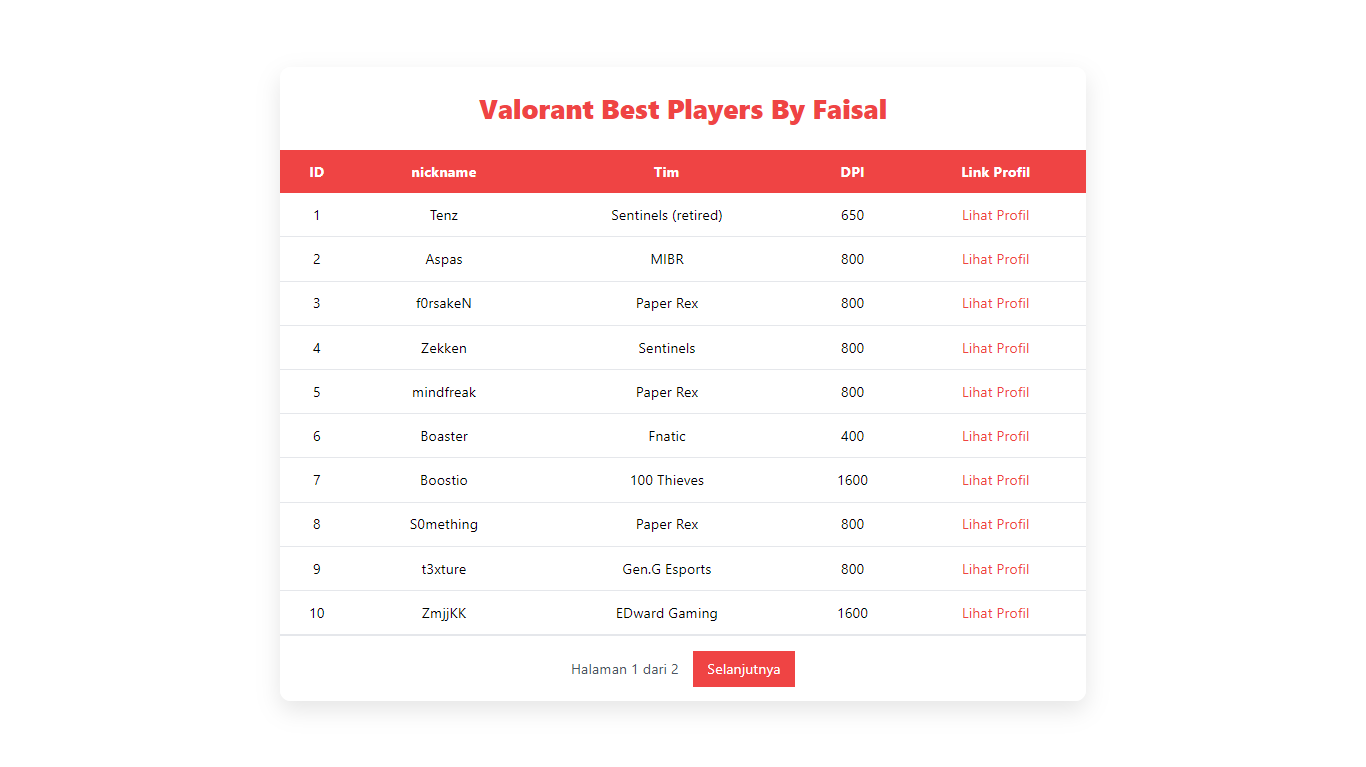 Valorant Best Players By Faisal
ID nickname Tim DPI Link Profil
1 Tenz Sentinels (retired) 650 Lihat Profil
2 Aspas MIBR 800 Lihat Profil
3 f0rsakeN Paper Rex 800 Lihat Profil
4 Zekken Sentinels 800 Lihat Profil
5 mindfreak Paper Rex 800 Lihat Profil
6 Boaster Fnatic 400 Lihat Profil
7 Boostio 100 Thieves 1600 Lihat Profil
8 S0mething Paper Rex 800 Lihat Profil
9 t3xture Gen.G Esports 800 Lihat Profil
10 ZmjjKK EDward Gaming 1600 Lihat Profil
Halaman 1 dari 2 Selanjutnya